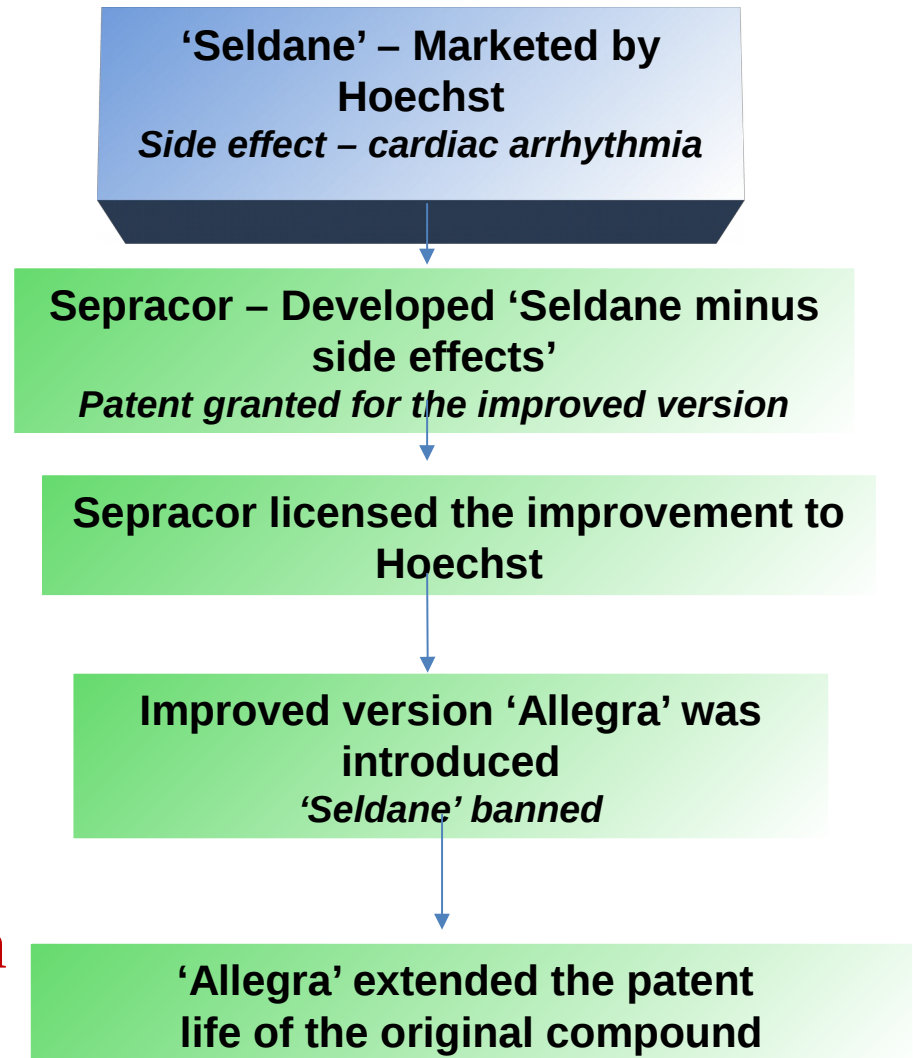 ‘Seldane’ – Marketed by
Hoechst
Side effect – cardiac arrhythmia
Sepracor – Developed ‘Seldane minus
side effects’
Patent granted for the improved version
Sepracor licensed the improvement to
Hoechst
Improved version ‘Allegra’ was
introduced
‘Seldane’ banned
‘Allegra’ extended the patent
life of the original compound